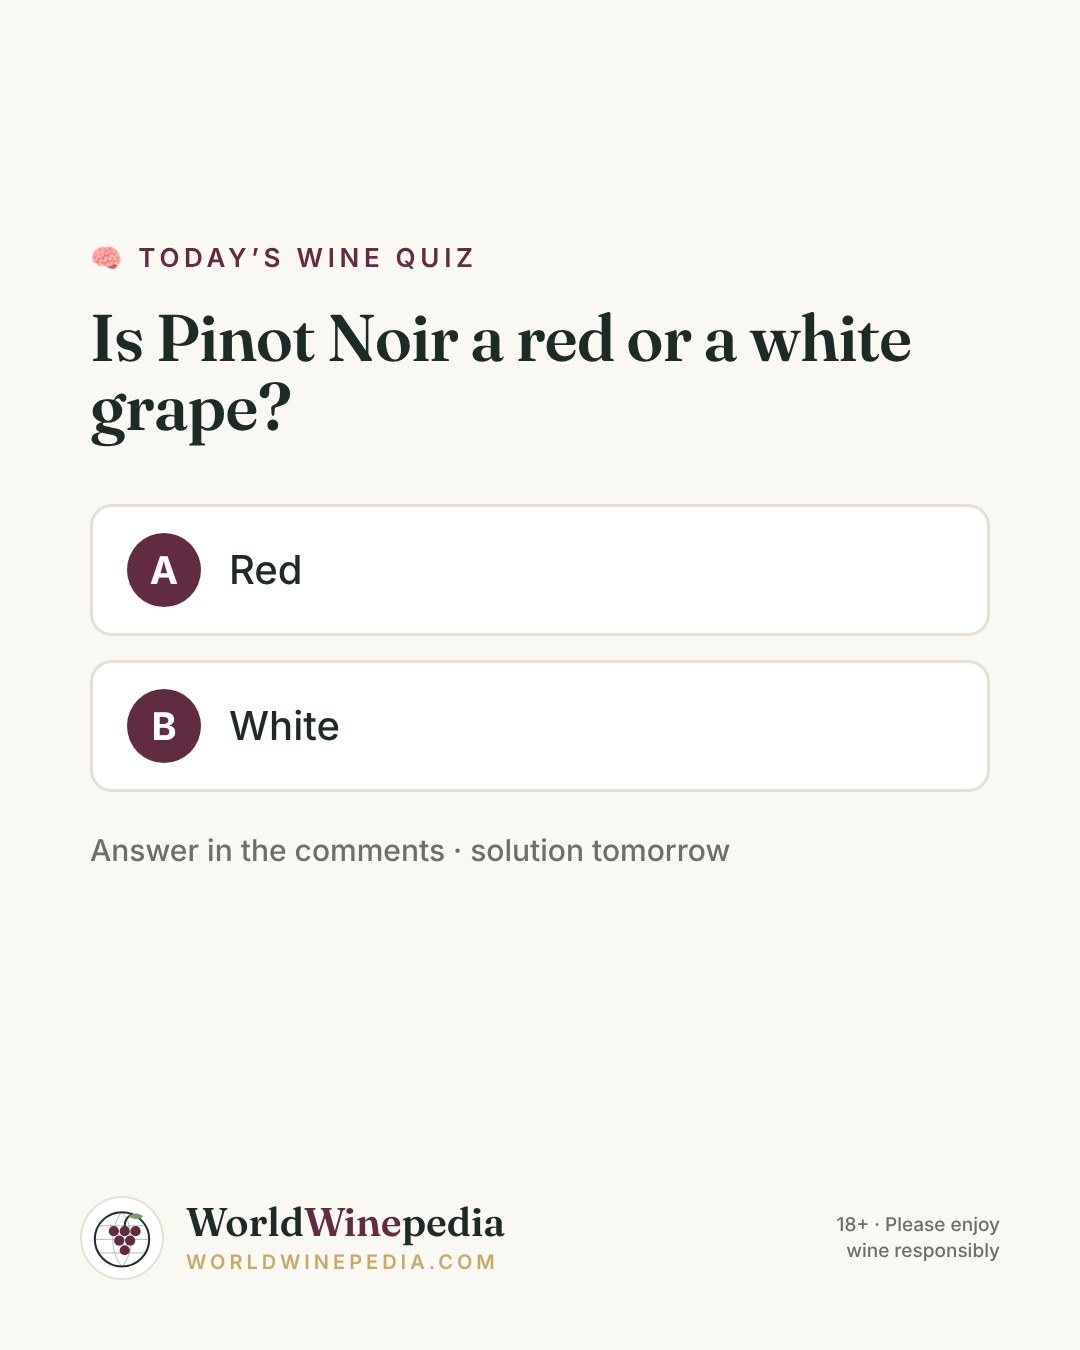 🧠 TODAY’S WINE QUIZ
Is Pinot Noir a red or a white
grape?
A Red
B White
Answer in the comments · solution tomorrow
WorldWinepedia
WORLDWINEPEDIA.COM
18+ · Please enjoy
wine responsibly